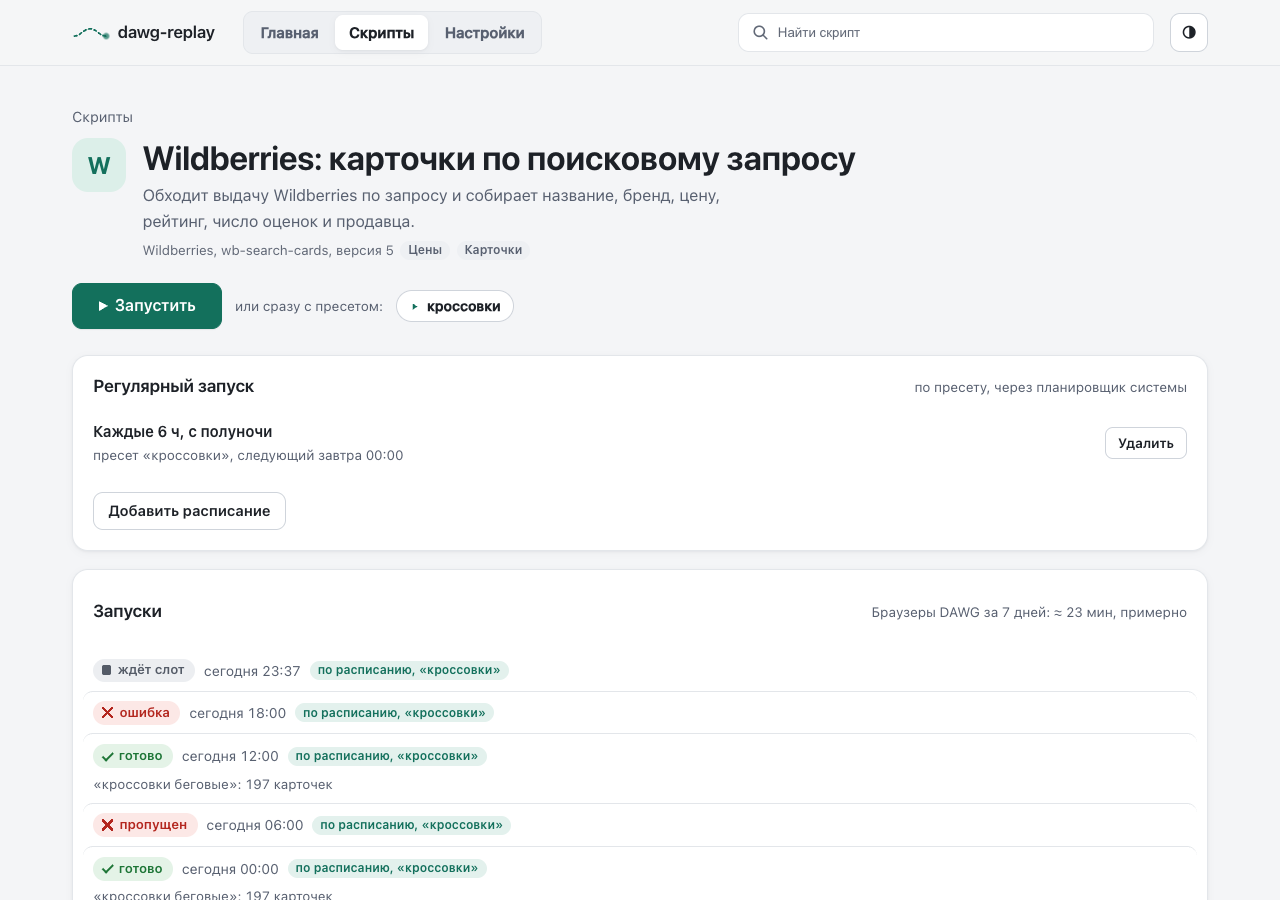 dawg-replay
Главная
Скрипты
Настройки
Найти скрипт
Скрипты
W
Wildberries: карточки по поисковому запросу
Обходит выдачу Wildberries по запросу и собирает название, бренд, цену,
рейтинг, число оценок и продавца.
Wildberries, wb-search-cards, версия 5 Цены Карточки
Запустить
или сразу с пресетом:
кроссовки
Регулярный запуск
по пресету, через планировщик системы
Каждые 6 ч, с полуночи
пресет «кроссовки», следующий завтра 00:00
Удалить
Добавить расписание
Запуски
Браузеры DAWG за 7 дней: ≈ 23 мин, примерно
ждёт слот сегодня 23:37 по расписанию, «кроссовки»
ошибка сегодня 18:00 по расписанию, «кроссовки»
готово сегодня 12:00 по расписанию, «кроссовки»
«кроссовки беговые»: 197 карточек
пропущен сегодня 06:00 по расписанию, «кроссовки»
готово сегодня 00:00 по расписанию, «кроссовки»
«кроссовки беговые»: 197 карточек